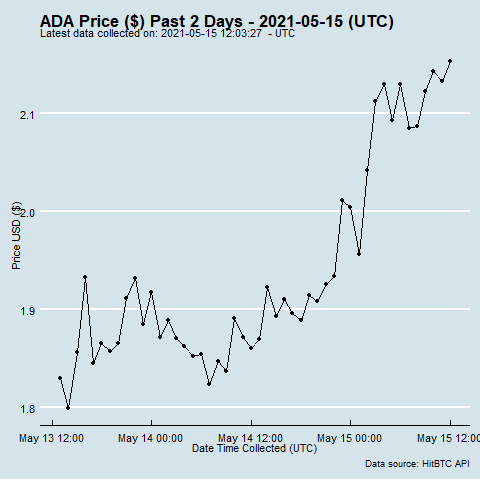 ADA Price ($) Past 2 Days - 2021-05-15 (UTC)
Latest data collected on: 2021-05-15 12:03:27  - UTC
Price USD ($)
2.1
2.0
1.9
1.8
May 13 12:00 May 14 00:00 May 14 12:00 May 15 00:00 May 15 12:00
Date Time Collected (UTC)
Data source: HitBTC API